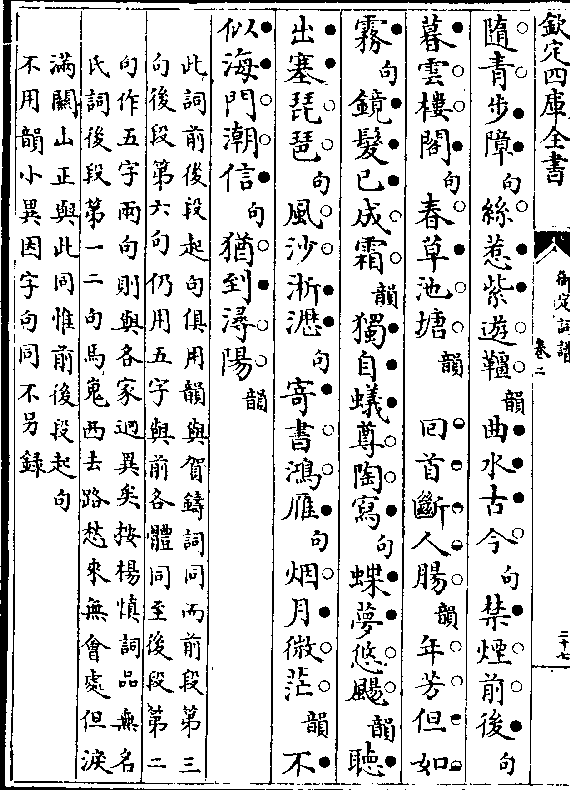 欽定四庫全書
御定詞譜
卷二
三十七
隨青步障句絲惹紫遊韁韻曲水古今句禁煙前後句
暮雲樓閣句春草池塘韻　回首斷人腸韻年芳但如
霧句鏡髮已成霜韻獨自蟻尊陶寫句蝶夢悠颺韻聽
出塞琵琶句風沙淅瀝句寄書鴻雁句烟月微茫韻不
似海門潮信句猶到潯陽韻
此詞前後段起句俱用韻與賀鑄詞同而前段第三
句後段第六句仍用五字與前各體同至後段第二
句作五字兩句則與各家迥異矣按楊慎詞品無名
氏詞後段第一二句馬嵬西去路愁來無會處但淚
滿關山正與此同惟前後段起句
不用韻小異因字句同不另錄